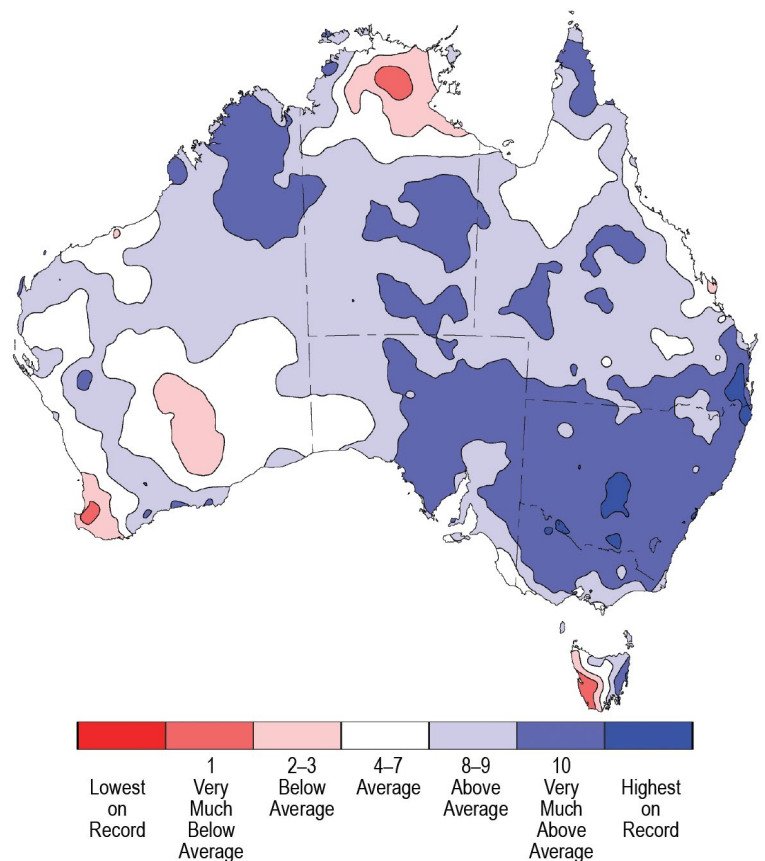 1 2–3 4–7 8–9 10
Lowest Very Below Average Above Very Highest
on Much Average Average Much on
Record Below Above Record
Average Average